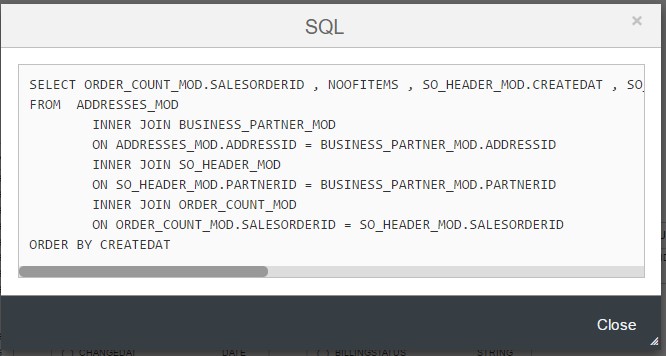 SQL
×
SELECT ORDER_COUNT_MOD.SALESORDERID , NOOFITEMS , SO_HEADER_MOD.CREATEDAT , SO_
FROM  ADDRESSES_MOD
        INNER JOIN BUSINESS_PARTNER_MOD
        ON ADDRESSES_MOD.ADDRESSID = BUSINESS_PARTNER_MOD.ADDRESSID
        INNER JOIN SO_HEADER_MOD
        ON SO_HEADER_MOD.PARTNERID = BUSINESS_PARTNER_MOD.PARTNERID
        INNER JOIN ORDER_COUNT_MOD
        ON ORDER_COUNT_MOD.SALESORDERID = SO_HEADER_MOD.SALESORDERID
ORDER BY CREATEDAT
Close
DATE BILLINGSTATUS STRING